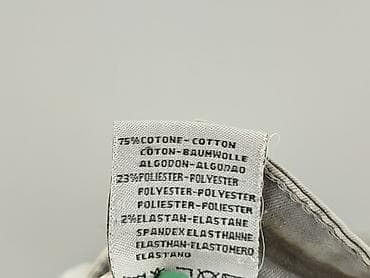 75% COTONE-COTTON
COTON-BAUMWOLLE
ALGODON-ALGODAO
23% POLIESTER-POLYESTER
POLYESTER-POLYESTER
POLIESTER-POLIESTER
2% ELASTAN-ELASTANE
SPANDEX ELASTHANNE
ELASTHAN-ELASTOHERO
ELASTANO